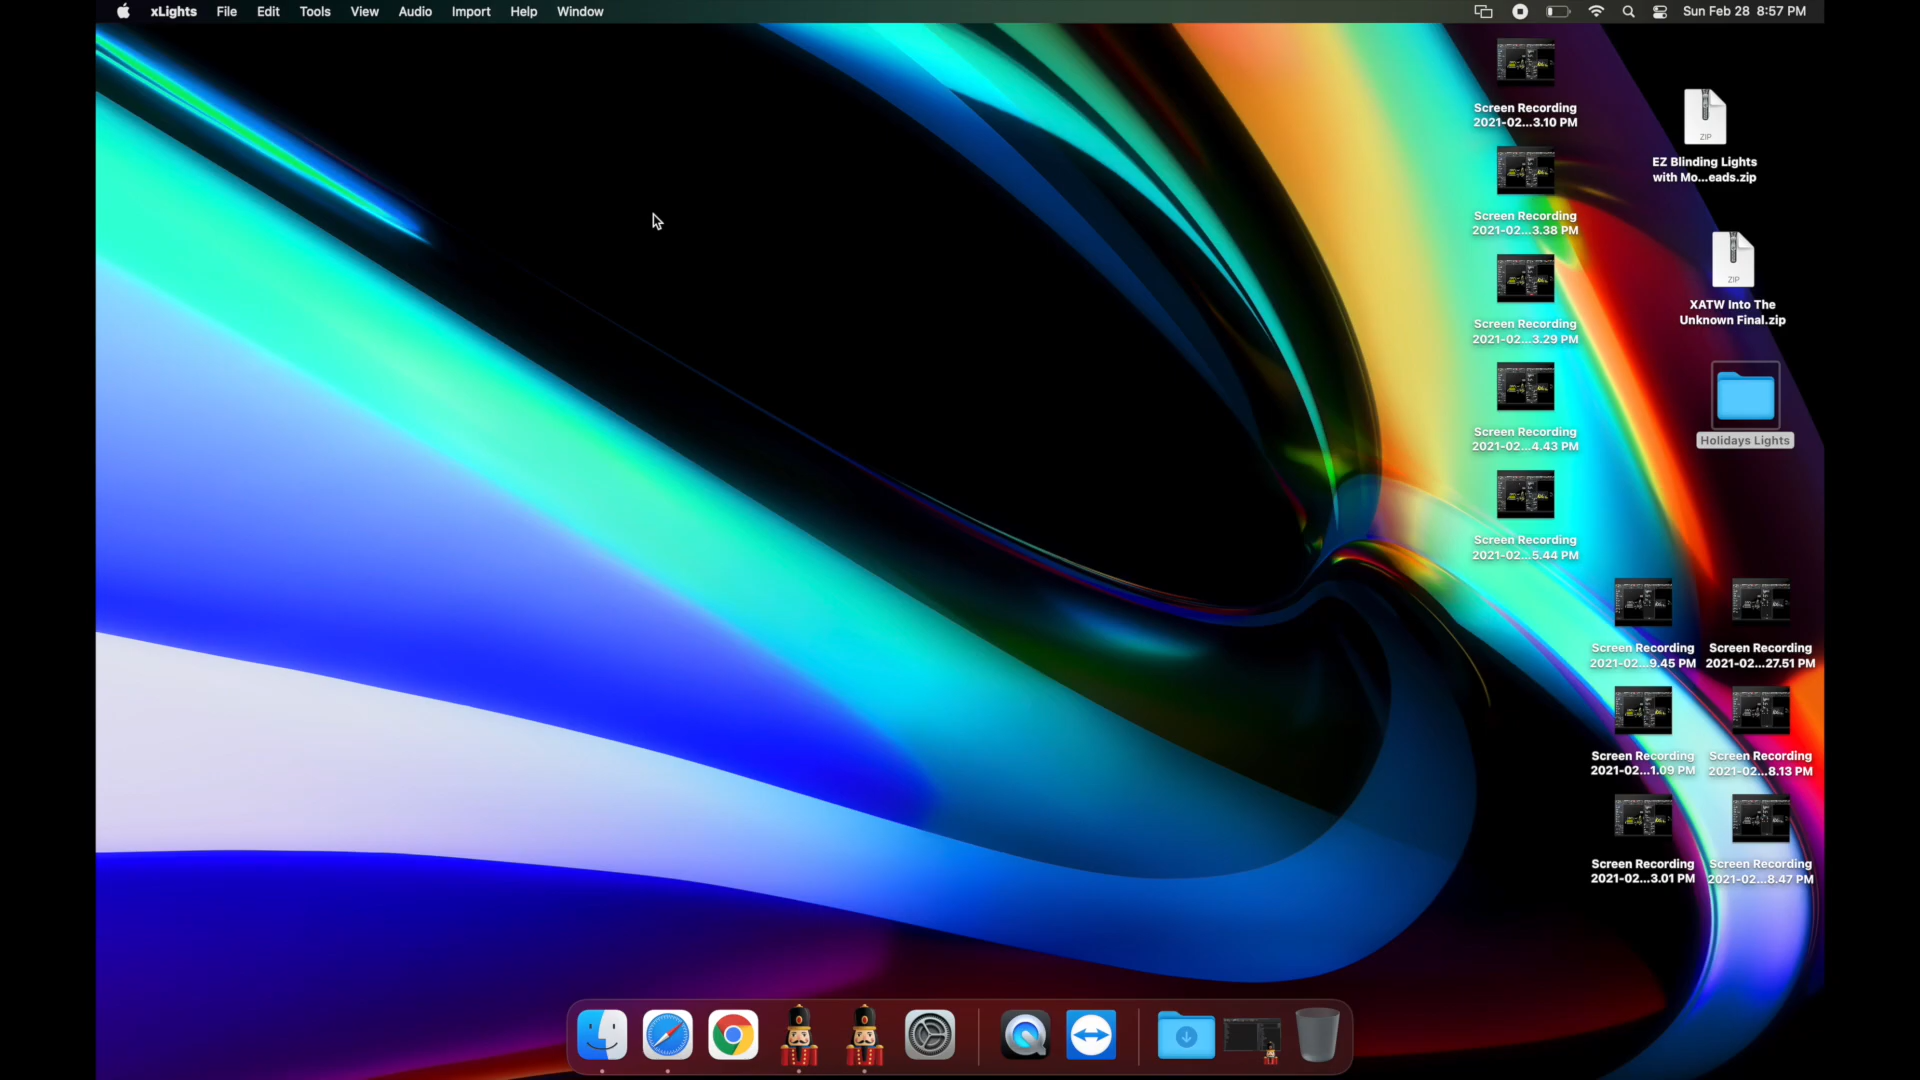 xLights File Edit Tools View Audio Import Help Window Sun Feb 28 8:57 PM
Screen Recording
2021-02...3.10 PM
ZIP
EZ Blinding Lights
with Mo...eads.zip
Screen Recording
2021-02...3.38 PM
ZIP
XATW Into The
Unknown Final.zip
Screen Recording
2021-02...3.29 PM
Holidays Lights
Screen Recording
2021-02...4.43 PM
Screen Recording
2021-02...5.44 PM
Screen Recording
2021-02...9.45 PM
Screen Recording
2021-02...27.51 PM
Screen Recording
2021-02...1.09 PM
Screen Recording
2021-02...8.13 PM
Screen Recording
2021-02...3.01 PM
Screen Recording
2021-02...8.47 PM